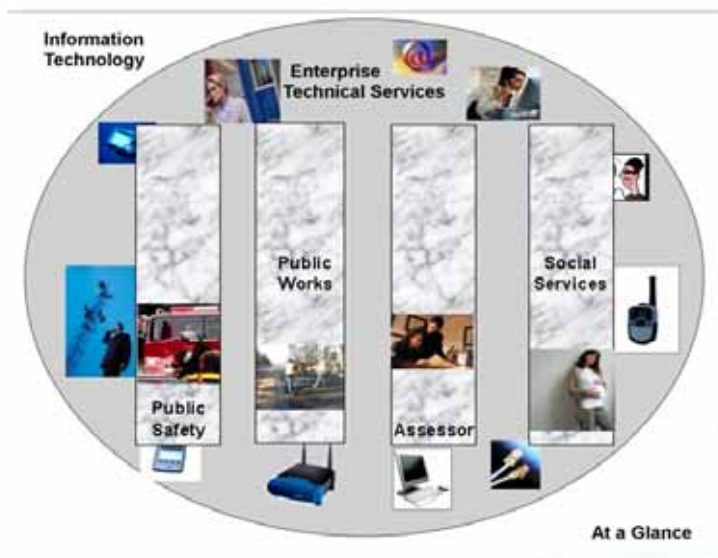 Information
Technology
Enterprise
Technical Services
Public
Works
Social
Services
Public
Safety
Assessor
At a Glance